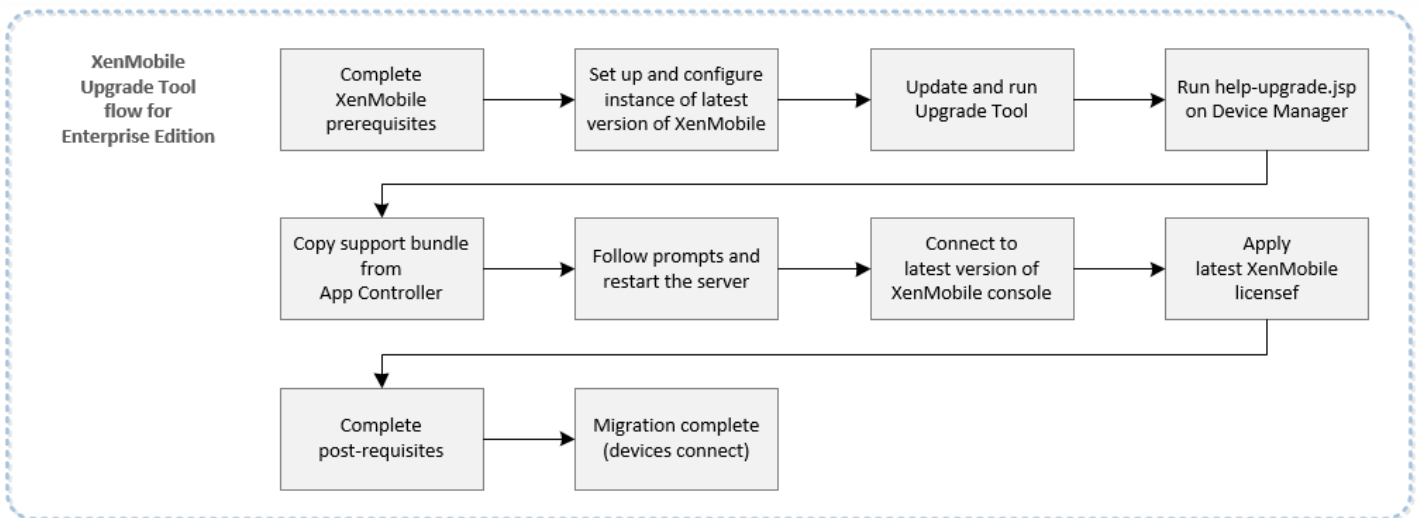 XenMobile
Upgrade Tool
flow for
Enterprise Edition
Complete
XenMobile
prerequisites
Set up and configure
instance of latest
version of XenMobile
Update and run
Upgrade Tool
Run help-upgrade.jsp
on Device Manager
Copy support bundle
from
App Controller
Follow prompts and
restart the server
Connect to
latest version of
XenMobile console
Apply
latest XenMobile
licensef
Complete
post-requisites
Migration complete
(devices connect)